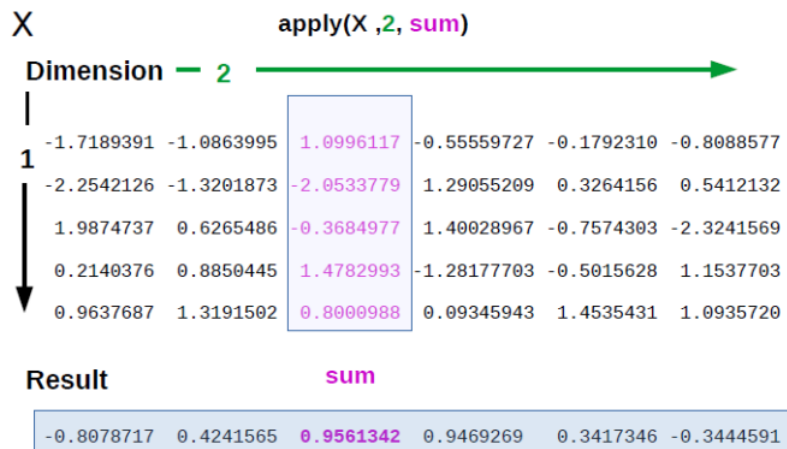 X apply(X ,2, sum)
Dimension 2
1
-1.7189391 -1.0863995 1.0996117 -0.55559727 -0.1792310 -0.8088577
-2.2542126 -1.3201873 -2.0533779 1.29055209 0.3264156 0.5412132
1.9874737 0.6265486 -0.3684977 1.40028967 -0.7574303 -2.3241569
0.2140376 0.8850445 1.4782993 -1.28177703 -0.5015628 1.1537703
0.9637687 1.3191502 0.8000988 0.09345943 1.4535431 1.0935720
Result sum
-0.8078717 0.4241565 0.9561342 0.9469269 0.3417346 -0.3444591